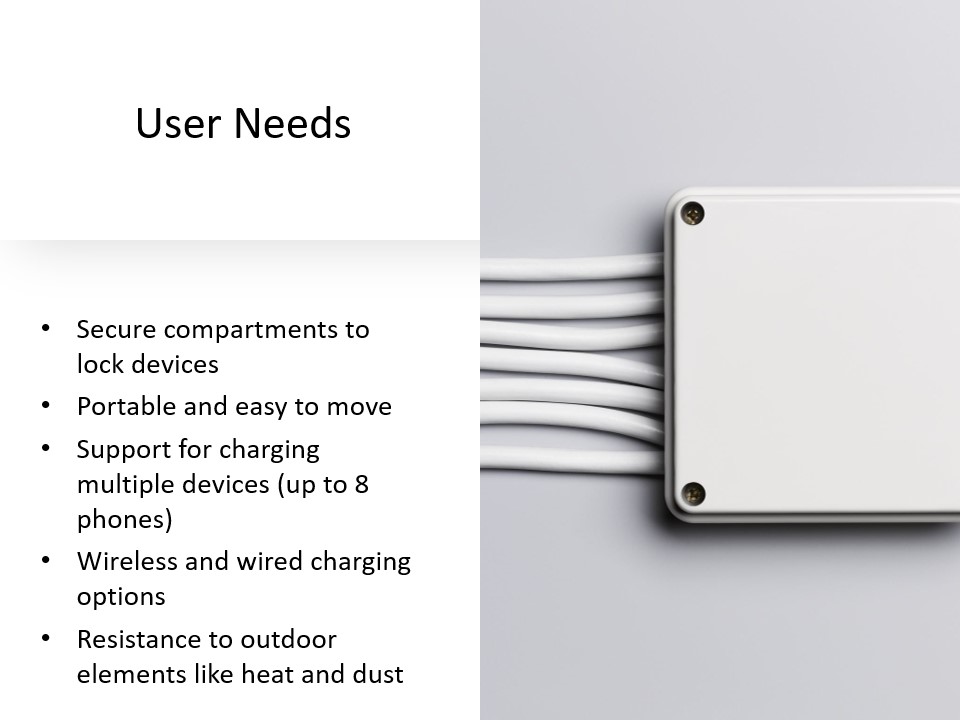 User Needs
• Secure compartments to
lock devices
• Portable and easy to move
• Support for charging
multiple devices (up to 8
phones)
• Wireless and wired charging
options
• Resistance to outdoor
elements like heat and dust